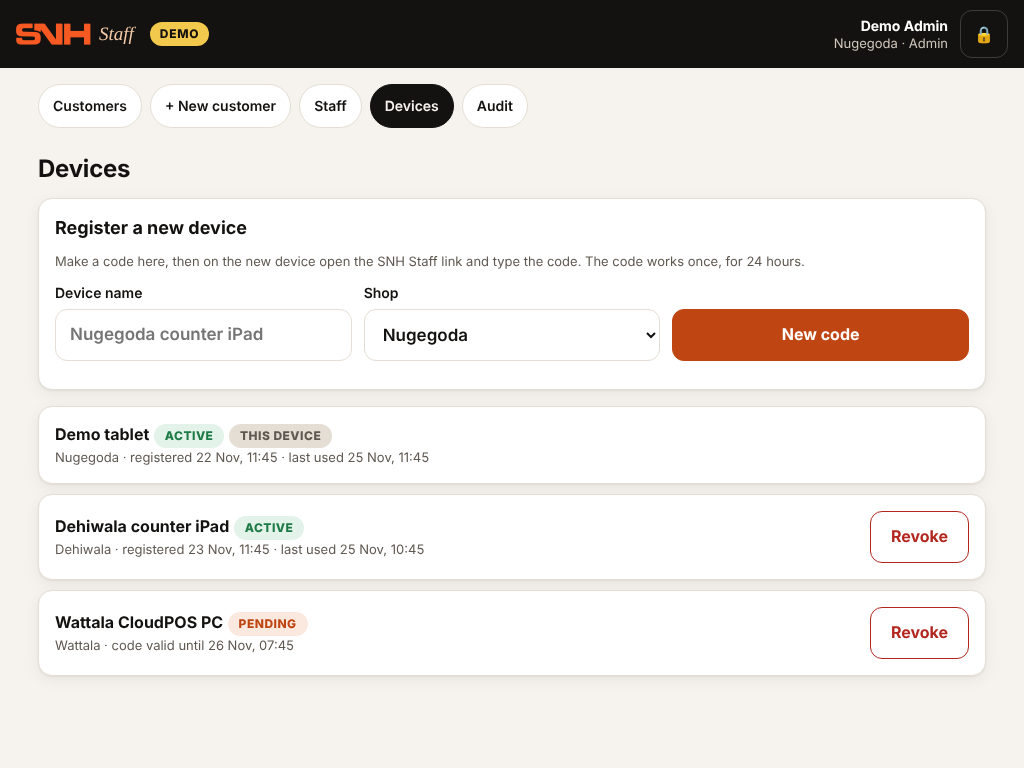 SNH Staff DEMO
Demo Admin
Nugegoda · Admin
Customers
+ New customer
Staff
Devices
Audit
Devices
Register a new device
Make a code here, then on the new device open the SNH Staff link and type the code. The code works once, for 24 hours.
Device name
Shop
Nugegoda counter iPad
Nugegoda
New code
Demo tablet ACTIVE THIS DEVICE
Nugegoda · registered 22 Nov, 11:45 · last used 25 Nov, 11:45
Dehiwala counter iPad ACTIVE
Dehiwala · registered 23 Nov, 11:45 · last used 25 Nov, 10:45
Revoke
Wattala CloudPOS PC PENDING
Wattala · code valid until 26 Nov, 07:45
Revoke